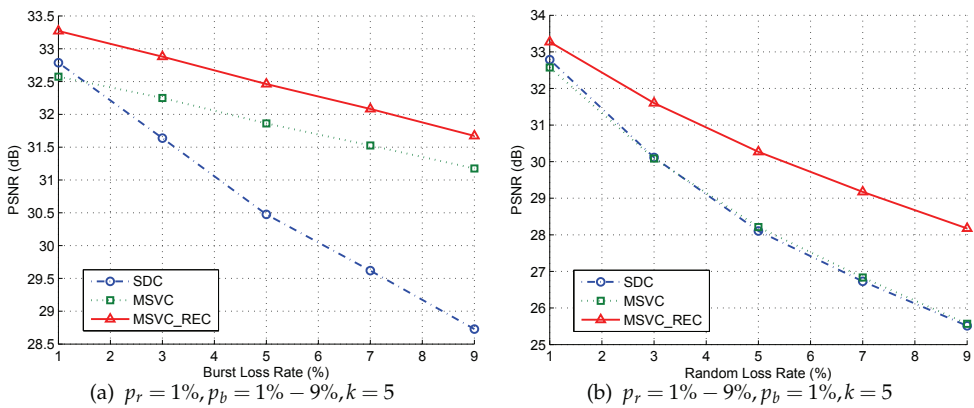 33.5
33
32.5
32
31.5
31
30.5
30
29.5
29
28.5
PSNR (dB)
SDC
MSVC
MSVC_REC
1 2 3 4 5 6 7 8 9
Burst Loss Rate (%)
(a) p_r = 1%, p_b = 1% − 9%, k = 5
34
33
32
31
30
29
28
27
26
25
PSNR (dB)
SDC
MSVC
MSVC_REC
1 2 3 4 5 6 7 8 9
Random Loss Rate (%)
(b) p_r = 1% − 9%, p_b = 1%, k = 5